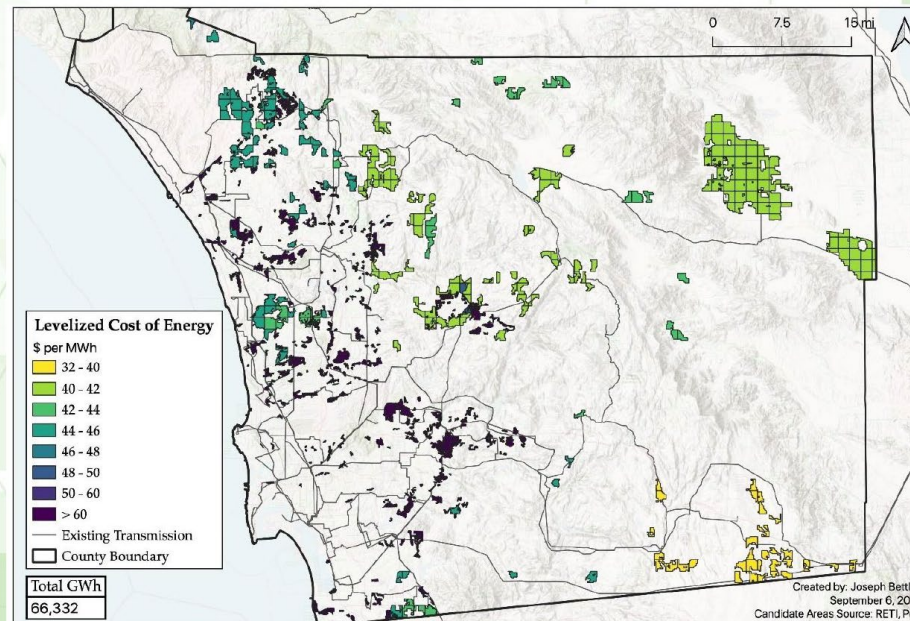 0 7.5 15 mi
Levelized Cost of Energy
$ per MWh
32 - 40
40 - 42
42 - 44
44 - 46
46 - 48
48 - 50
50 - 60
> 60
Existing Transmission
County Boundary
Total GWh
66,332
Created by: Joseph
September 6,
Candidate Areas Source: RETI,